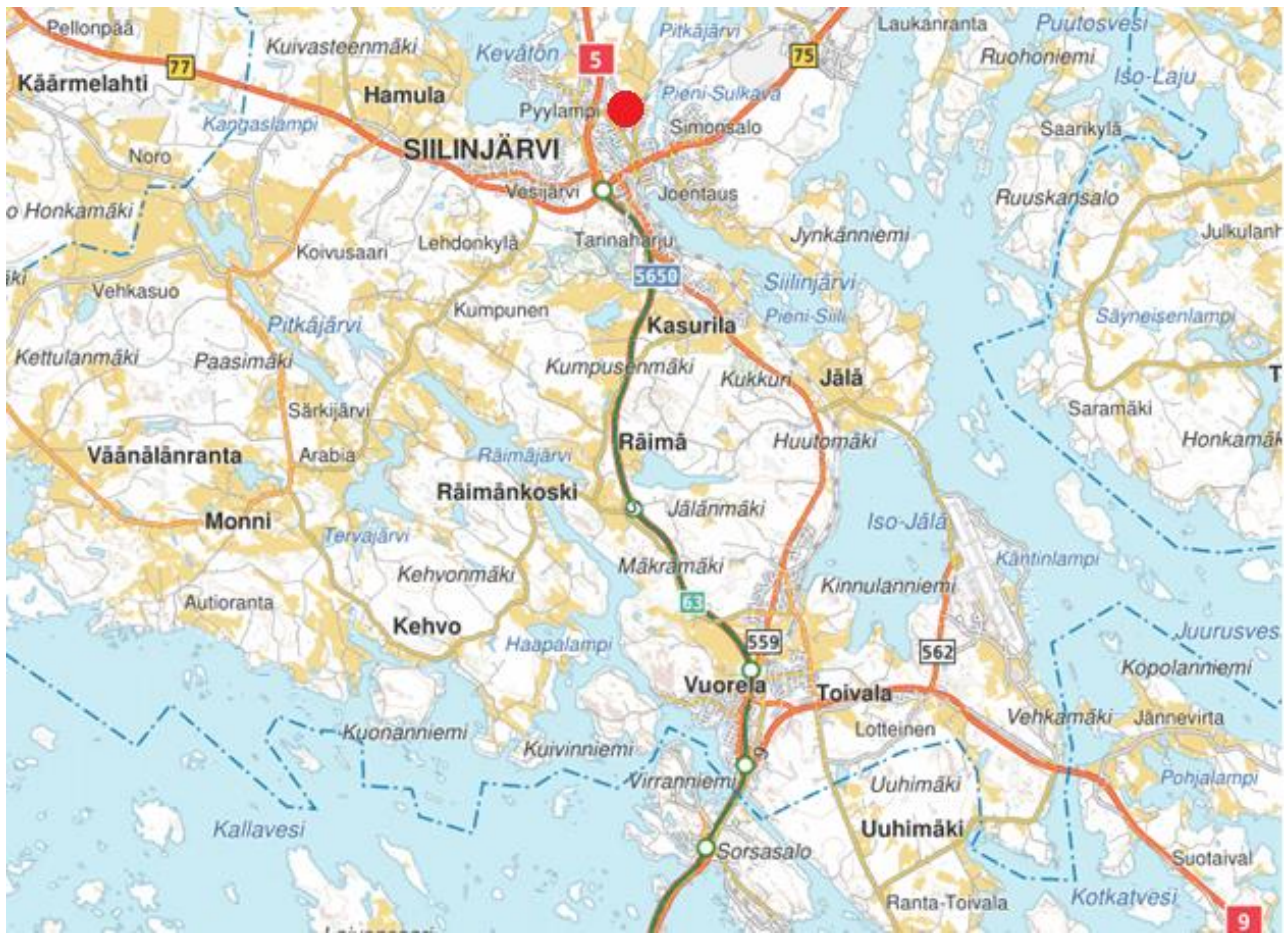 Pellonpää
77
Kuivasteenmäki
Kevätön
5
Pitkäjärvi
75
Laukanranta
Puutosvesi
Ruohoniemi
Iso-Laju
Käärmelahti
Hamula
Pyylampi
Pieni-Sulkava
Kangaslampi
Simonsalo
Saarikylä
SIILINJÄRVI
Noro
Vesijärvi
Joentaus
Ruuskansalo
o Honkamäki
Lehdonkylä
Tarinaharju
Jynkänniemi
Koivusaari
Julkulanh
äki
Vehkasuo
5650
Siilinjärvi
Kumpunen
Pieni-Siili
Pitkäjärvi
Kasurila
Säyneisenlampi
Kettulanmäki
Paasimäki
Kumpusenmäki
Kukkuri
Jälä
T
Särkijärvi
Saramäki
Väänälänranta
Arabia
Räimäjärvi
Räimä
Huutomäki
Honkamäk
Räimänkoski
Jälänmäki
Monni
Iso-Jälä
Tervajärvi
Kehvonmäki
Mäkrämäki
Käntinlampi
Kinnulanniemi
Autioranta
63
Kehvo
Haapalampi
559
562
Juurusves
Kopolanniemi
Vuorela
Toivala
Kuonanniemi
Lotteinen
Vehkamäki
Jännevirta
Kuivinniemi
9
Virranniemi
Uuhimäki
Pohjalampi
Kallavesi
Uuhimäki
Sorsasalo
Suotaival
Ranta-Toivala
Kotkatvesi
9